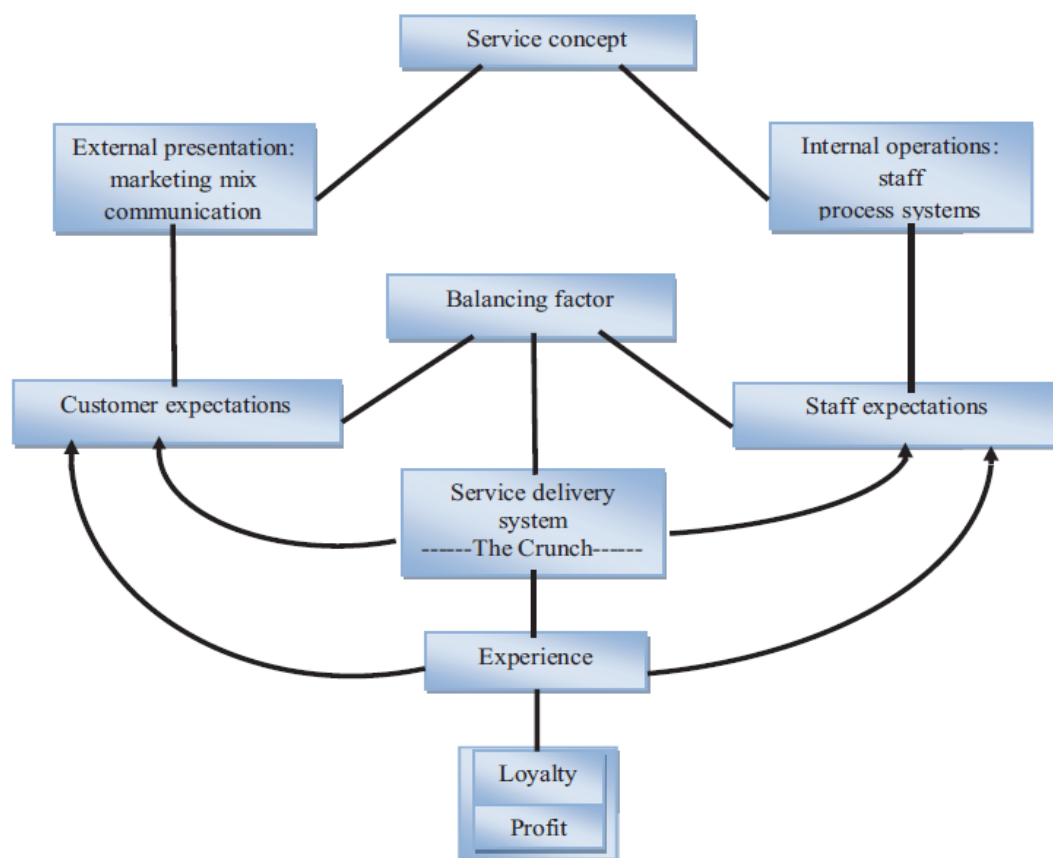 Service concept
External presentation:
marketing mix
communication
Internal operations:
staff
process systems
Balancing factor
Customer expectations
Staff expectations
Service delivery
system
------The Crunch------
Experience
Loyalty
Profit